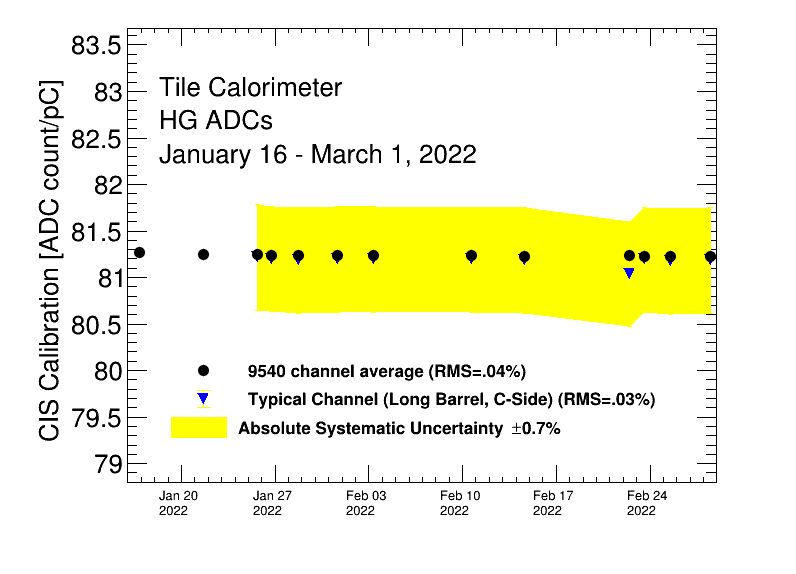 83.5
83
82.5
82
81.5
81
80.5
80
79.5
79
CIS Calibration [ADC count/pC]
Tile Calorimeter
HG ADCs
January 16 - March 1, 2022
9540 channel average (RMS=.04%)
Typical Channel (Long Barrel, C-Side) (RMS=.03%)
Absolute Systematic Uncertainty ±0.7%
Jan 20 Jan 27 Feb 03 Feb 10 Feb 17 Feb 24
2022 2022 2022 2022 2022 2022